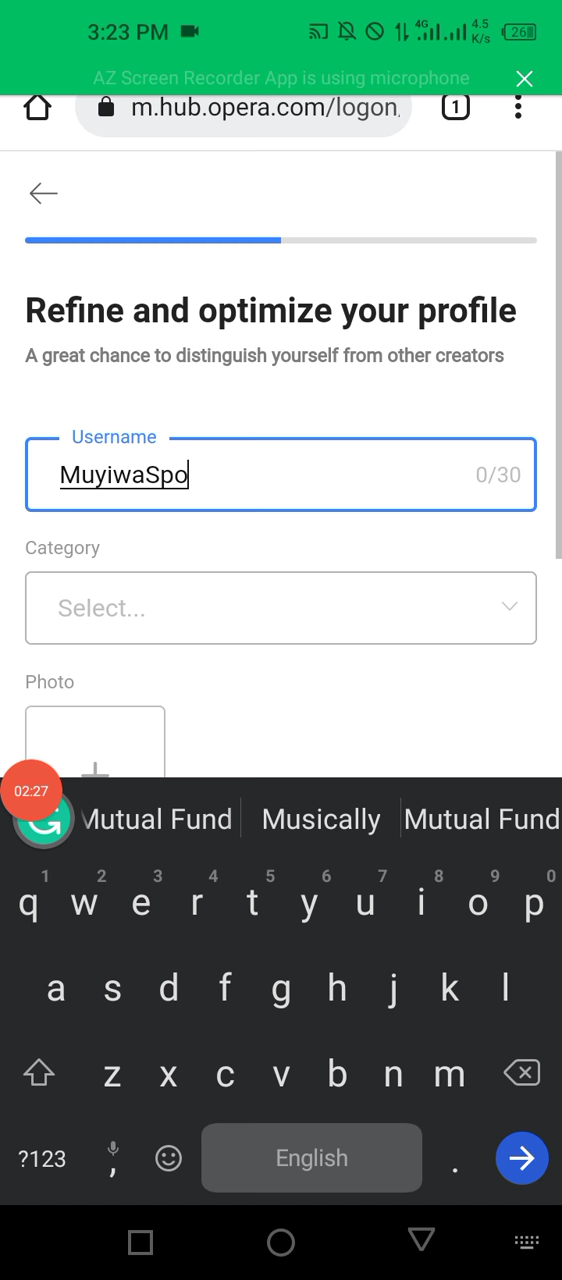 3:23 PM 4G 4.5 K/s 26
AZ Screen Recorder App is using microphone
m.hub.opera.com/logon 1
Refine and optimize your profile
A great chance to distinguish yourself from other creators
Username
MuyiwaSpo 0/30
Category
Select...
Photo
02:27
Mutual Fund Musically Mutual Fund
1 2 3 4 5 6 7 8 9 0
q w e r t y u i o p
a s d f g h j k l
z x c v b n m
?123 , English .